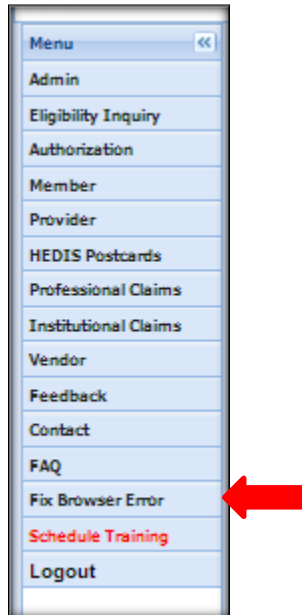 Menu «
Admin
Eligibility Inquiry
Authorization
Member
Provider
HEDIS Postcards
Professional Claims
Institutional Claims
Vendor
Feedback
Contact
FAQ
Fix Browser Error
Schedule Training
Logout